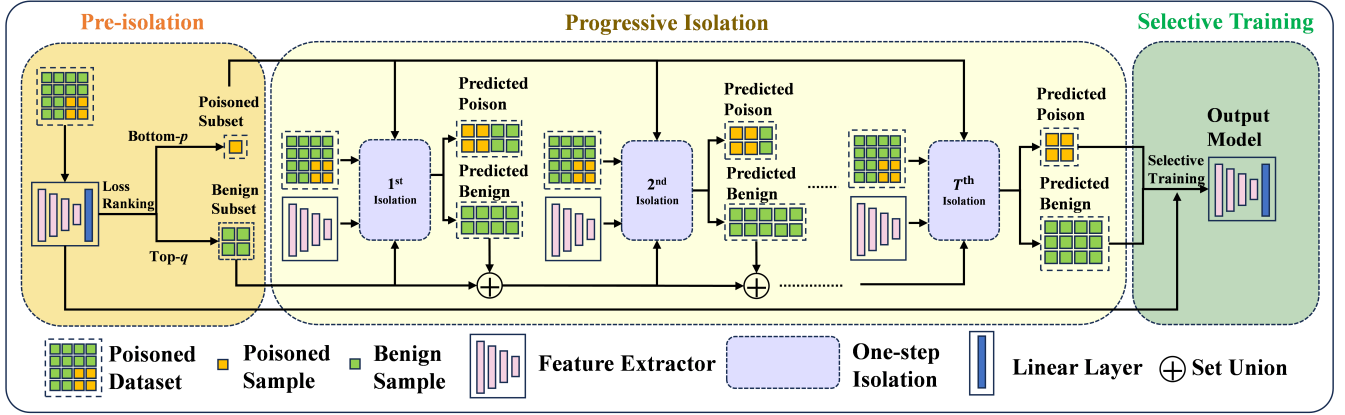 Pre-isolation
Progressive Isolation
Selective Training
Poisoned
Subset
Bottom-p
Loss
Ranking
Benign
Subset
Top-q
1st
Isolation
Predicted
Poison
Predicted
Benign
2nd
Isolation
Predicted
Poison
Predicted
Benign
Tth
Isolation
Predicted
Poison
Predicted
Benign
Selective
Training
Output
Model
Poisoned
Dataset
Poisoned
Sample
Benign
Sample
Feature Extractor
One-step
Isolation
Linear Layer
Set Union